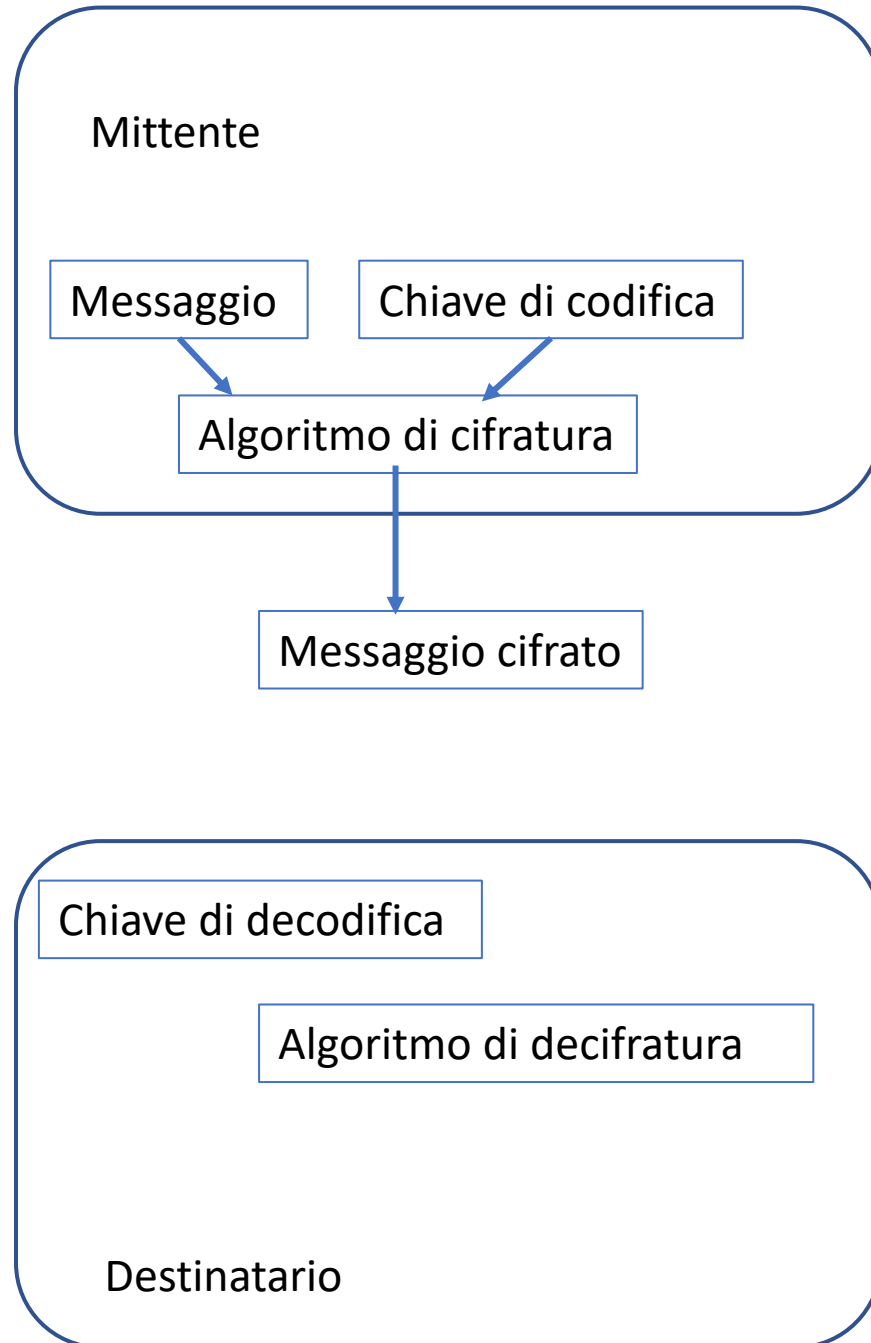 Mittente
Messaggio
Chiave di codifica
Algoritmo di cifratura
Messaggio cifrato
Chiave di decodifica
Algoritmo di decifratura
Destinatario